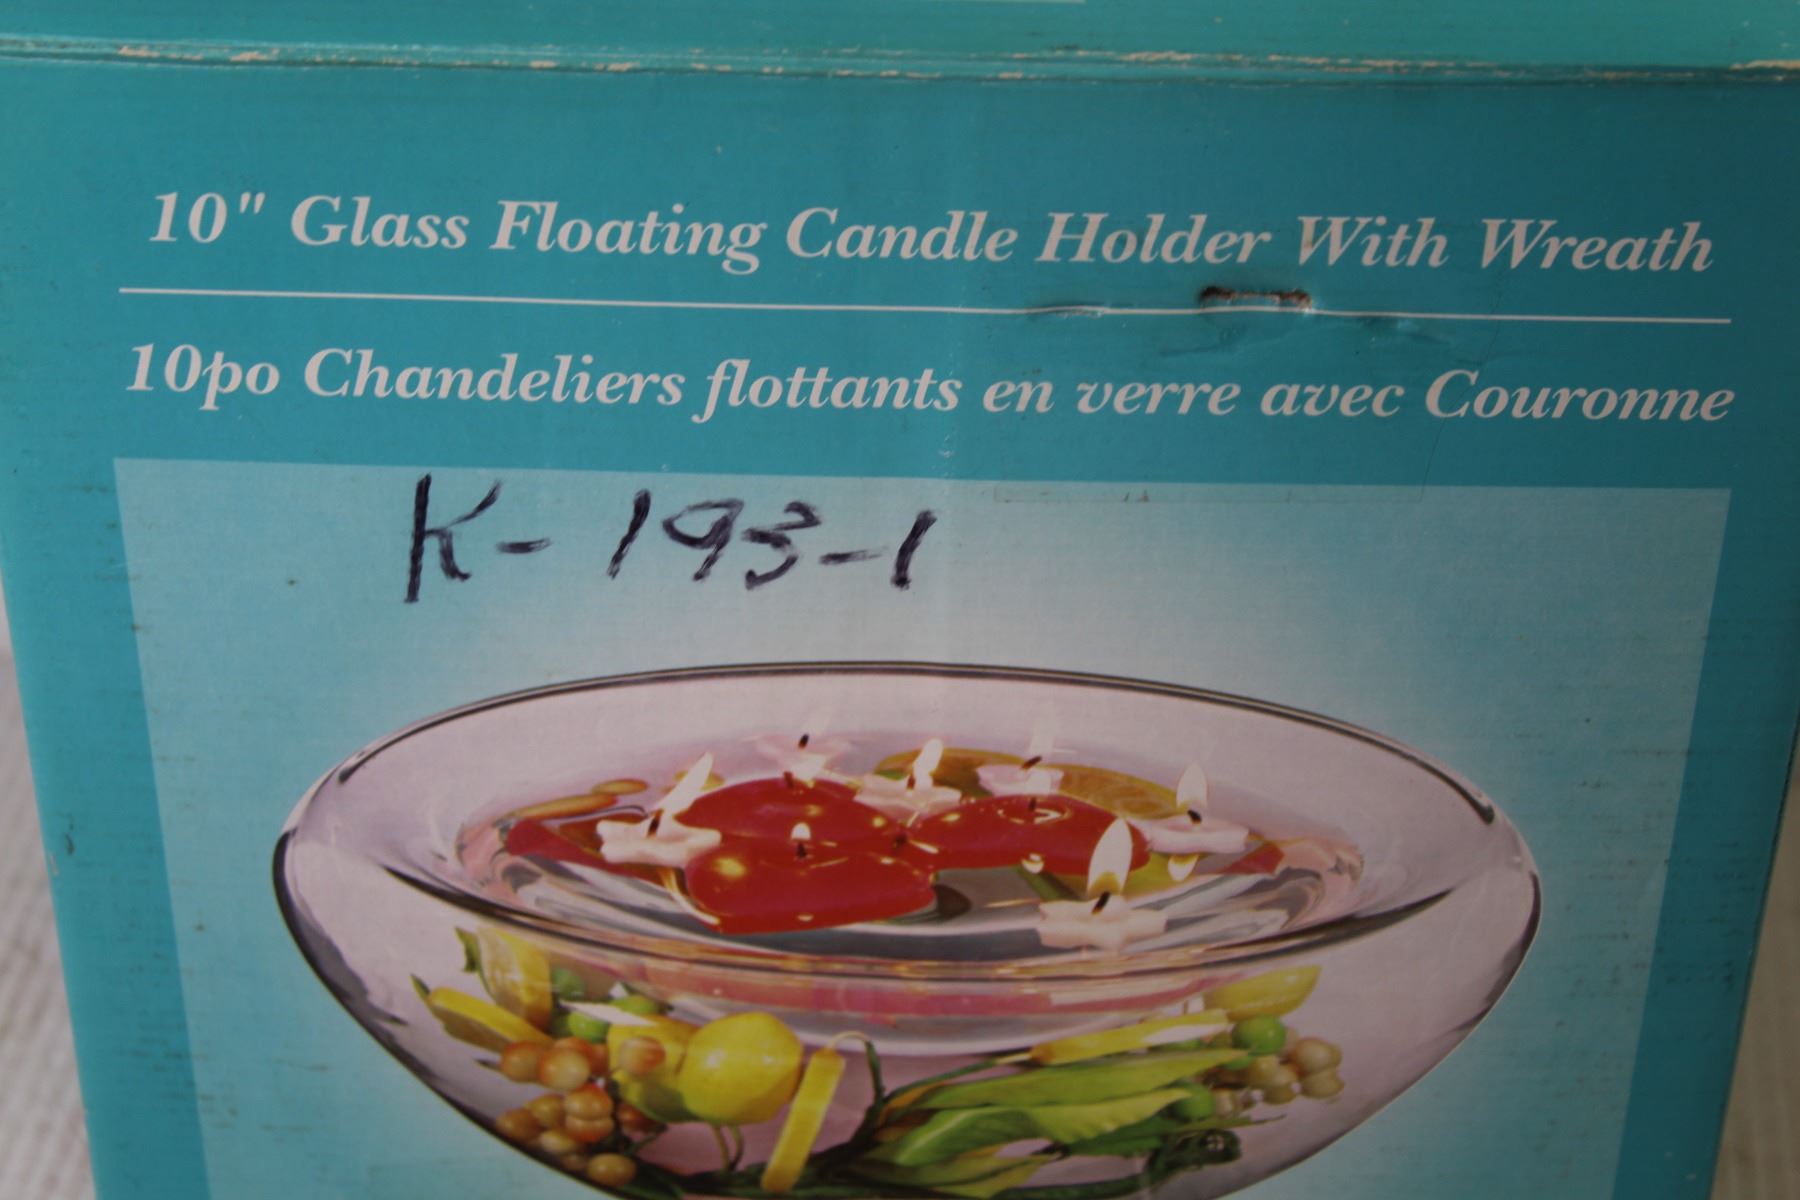 10" Glass Floating Candle Holder With Wreath
10po Chandeliers flottants en verre avec Couronne
K-193-1